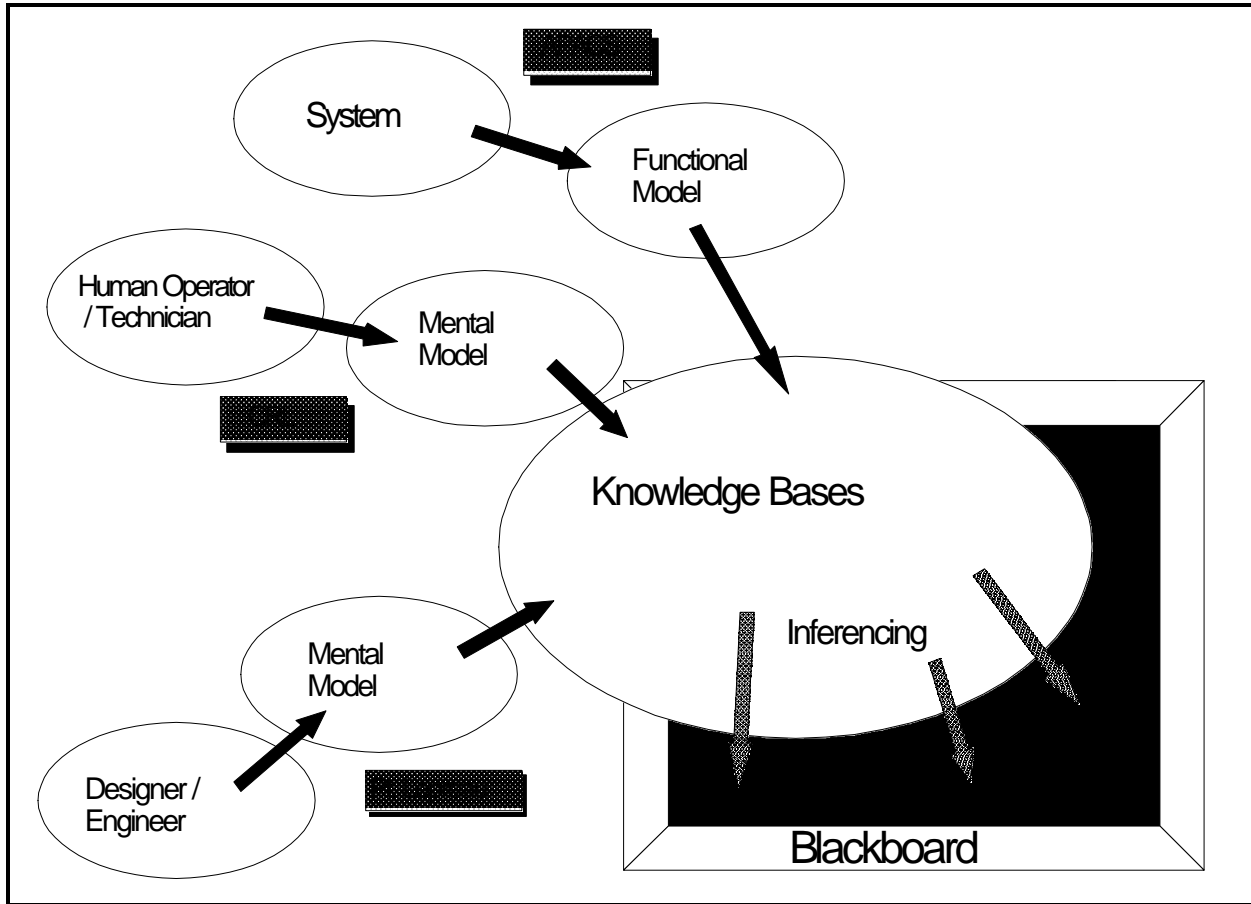 System
Functional
Model
Human Operator
/ Technician
Mental
Model
Knowledge Bases
Inferencing
Mental
Model
Designer /
Engineer
Blackboard